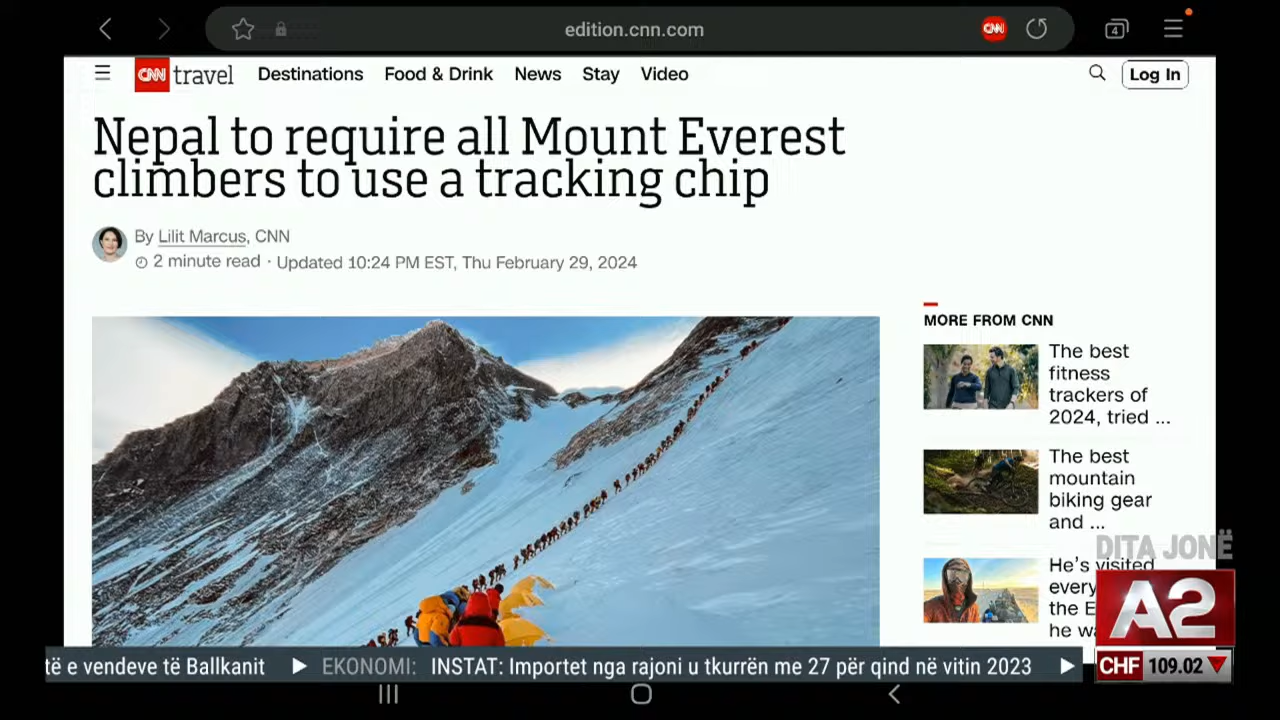 edition.cnn.com
CNN
4
CNN travel Destinations Food & Drink News Stay Video Log In
Nepal to require all Mount Everest
climbers to use a tracking chip
By Lilit Marcus, CNN
2 minute read · Updated 10:24 PM EST, Thu February 29, 2024
MORE FROM CNN
The best
fitness
trackers of
2024, tried ...
The best
mountain
biking gear
and ...
He's visited
every
the E
he wa
DITA JONË
A2
të e vendeve të Ballkanit ▶ EKONOMI: INSTAT: Importet nga rajoni u tkurrën me 27 për qind në vitin 2023 ▶
CHF 109.02